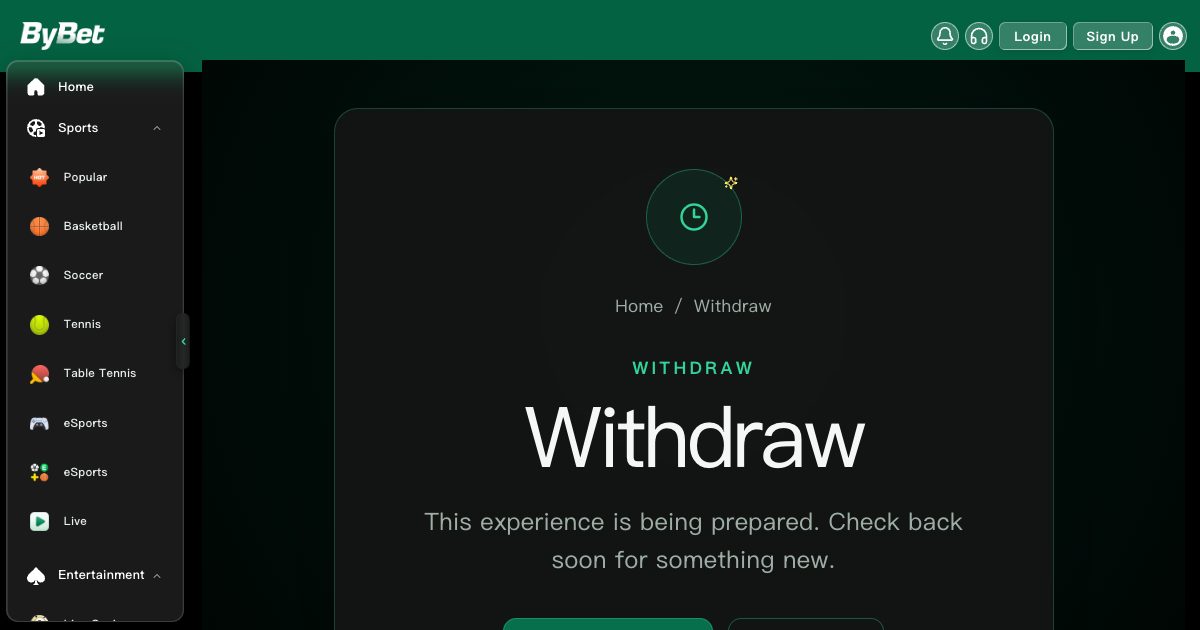 ByBet
Login
Sign Up
Home
Sports
Popular
Basketball
Soccer
Tennis
Table Tennis
eSports
eSports
Live
Entertainment
Home / Withdraw
WITHDRAW
Withdraw
This experience is being prepared. Check back
soon for something new.